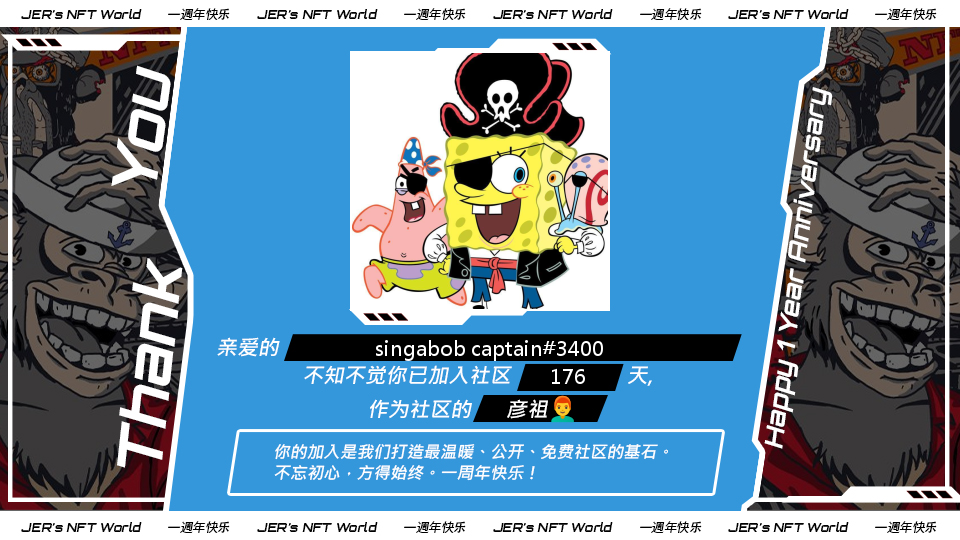 JER's NFT World 一週年快乐 JER's NFT World 一週年快乐 JER's NFT World 一週年快乐 JER's NFT World 一週年快乐
Thank You
亲爱的 singabob captain#3400
不知不觉你已加入社区 176 天,
作为社区的 彦祖👨‍🦰
你的加入是我们打造最温暖、公开、免费社区的基石。
不忘初心，方得始终。一周年快乐！
Happy 1 Year Anniversary
JER's NFT World 一週年快乐 JER's NFT World 一週年快乐 JER's NFT World 一週年快乐 JER's NFT World 一週年快乐